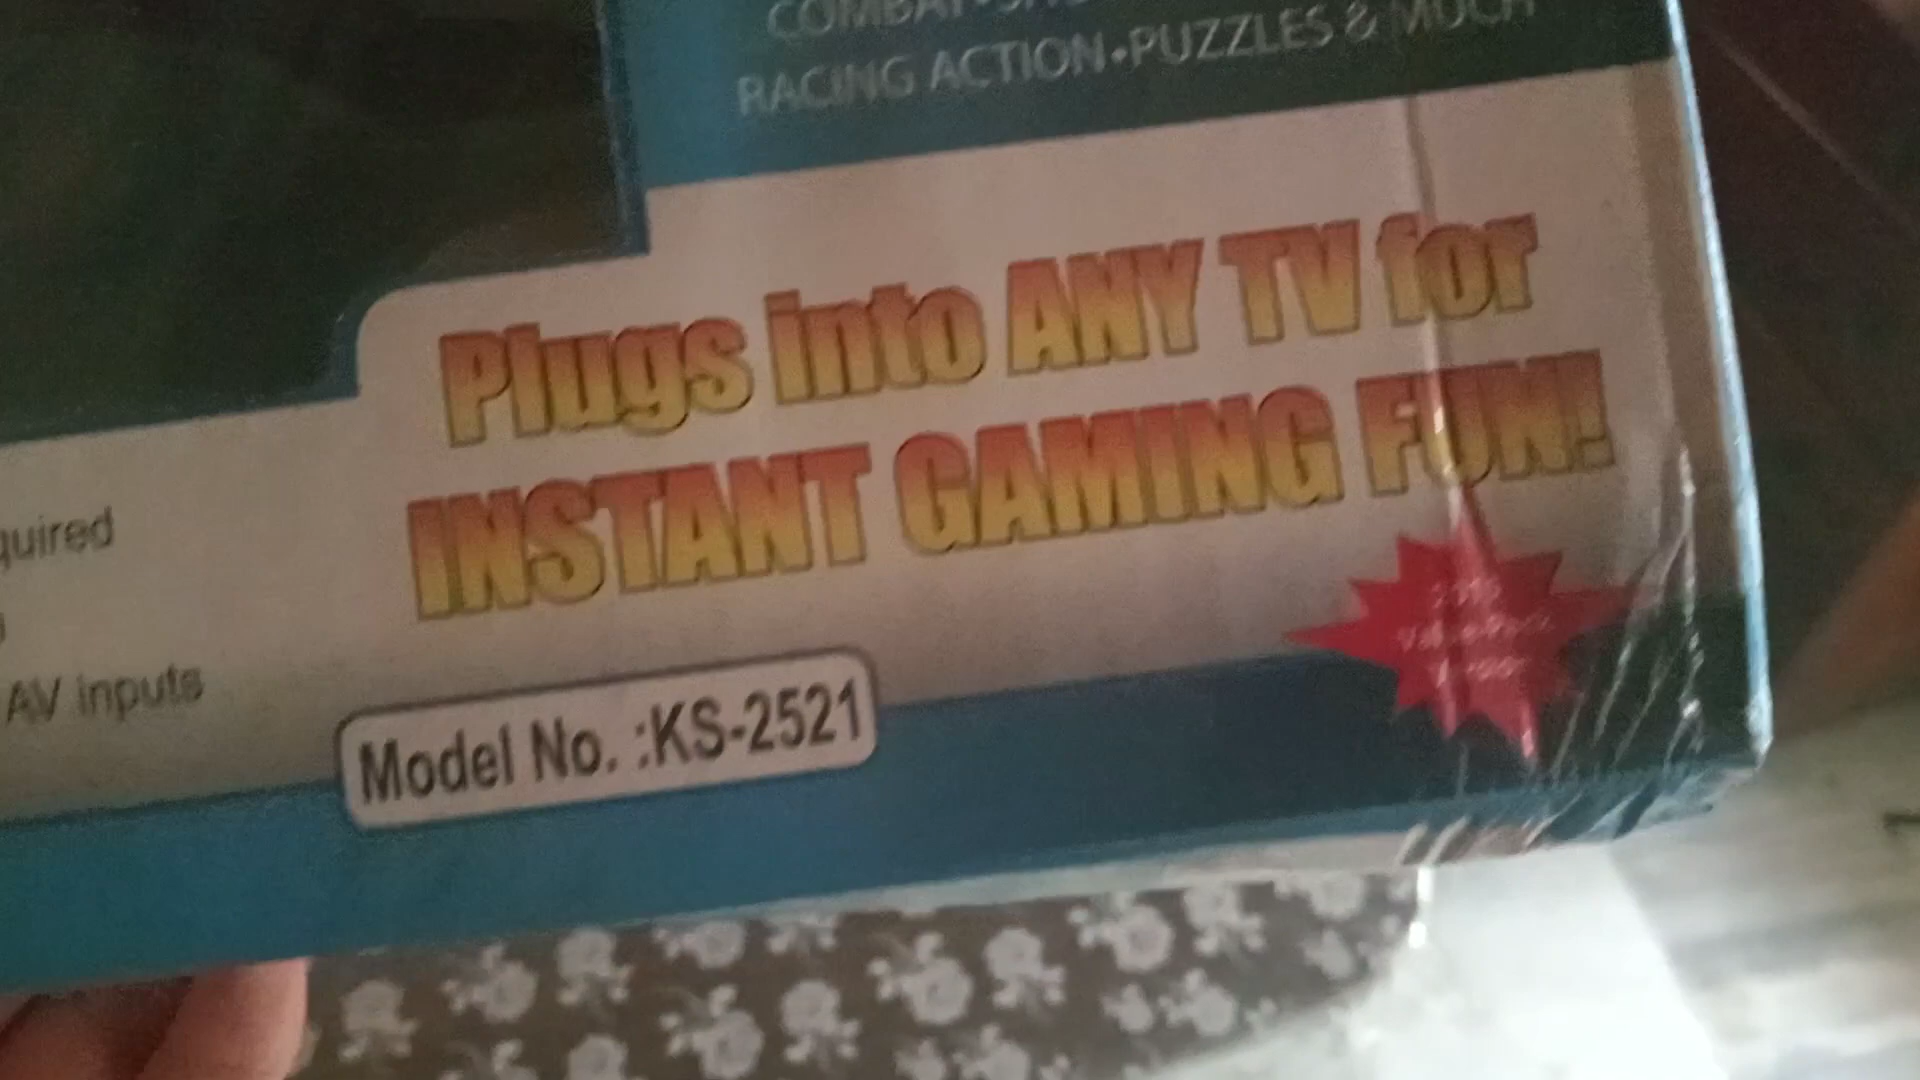 COMBAT
RACING ACTION•PUZZLES & MUCH
Plugs into ANY TV for
INSTANT GAMING FUN!
quired
AV inputs
Model No. :KS-2521